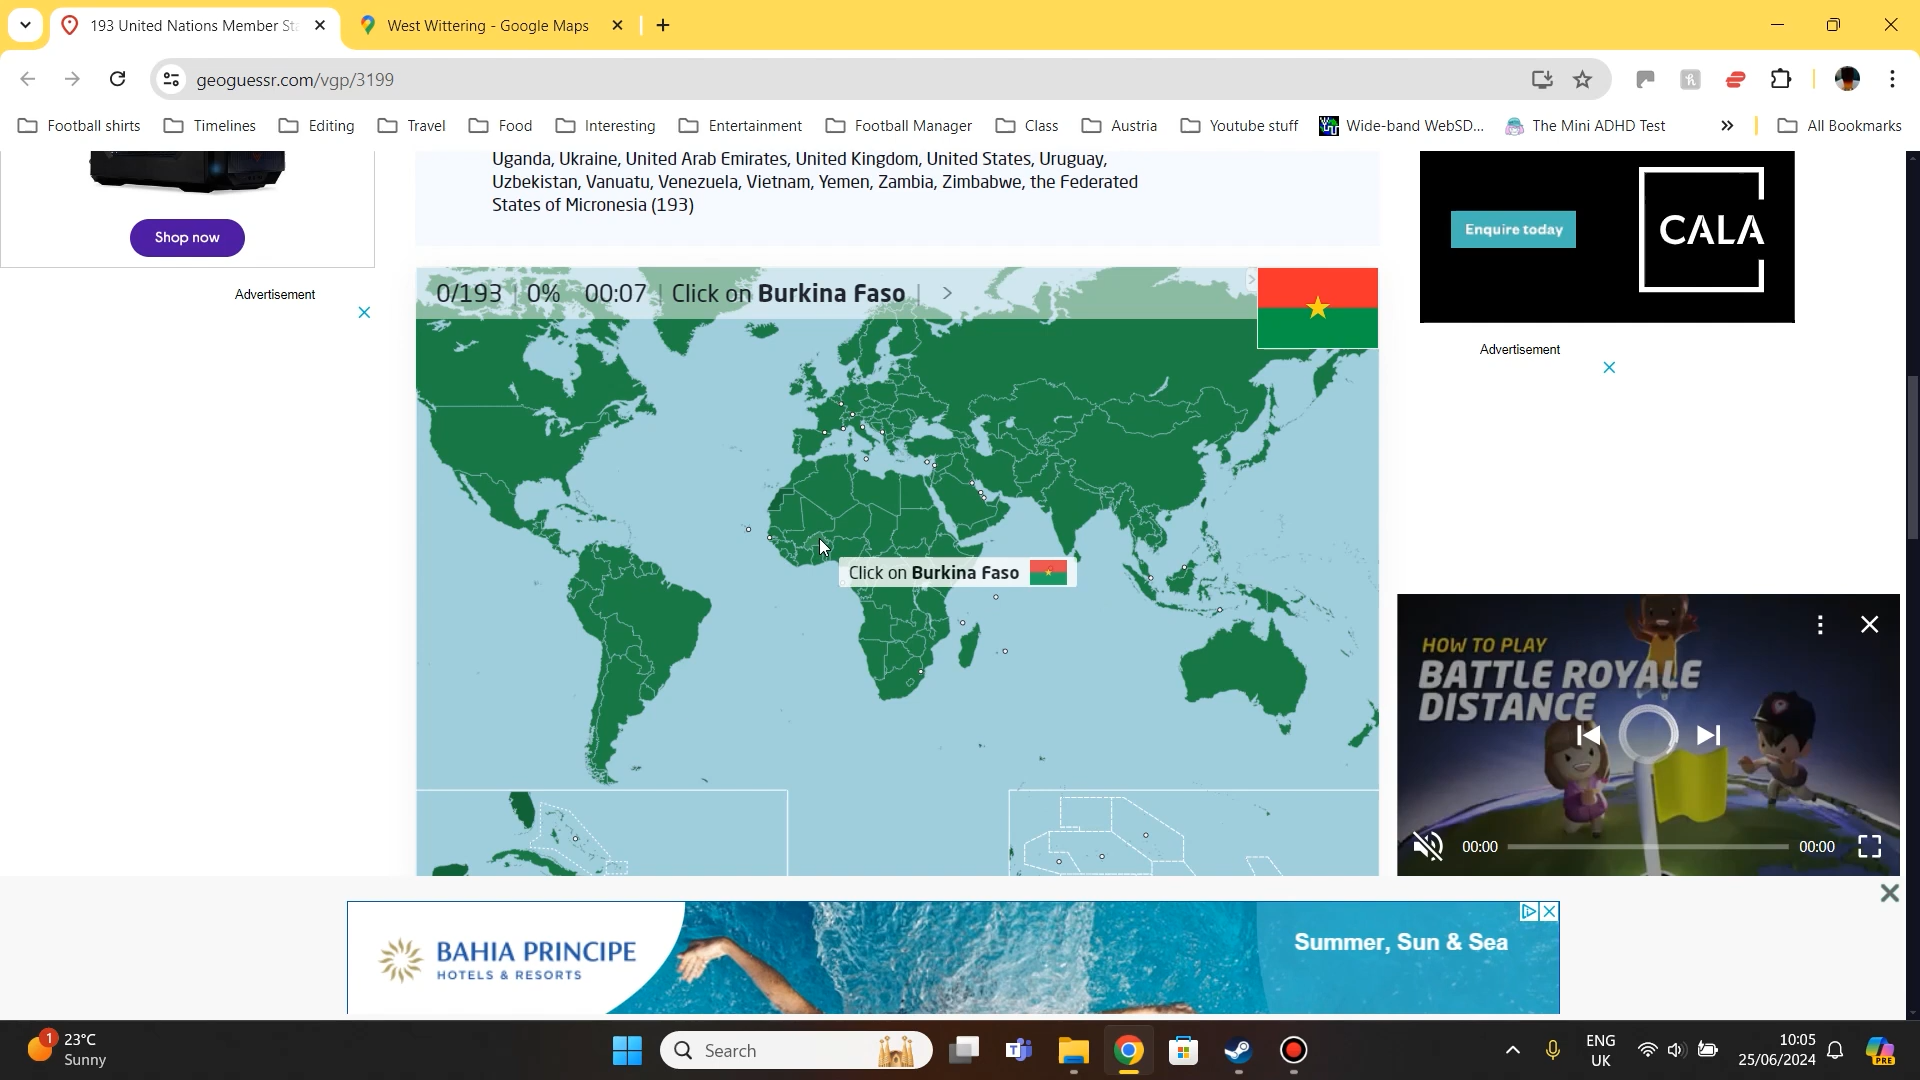 193 United Nations Member Sta
West Wittering - Google Maps
geoguessr.com/vgp/3199
Football shirts
Timelines
Editing
Travel
Food
Interesting
Entertainment
Football Manager
Class
Austria
Youtube stuff
Wide-band WebSD...
The Mini ADHD Test
All Bookmarks
Uganda, Ukraine, United Arab Emirates, United Kingdom, United States, Uruguay,
Uzbekistan, Vanuatu, Venezuela, Vietnam, Yemen, Zambia, Zimbabwe, the Federated
States of Micronesia (193)
Shop now
Advertisement
Enquire today
CALA
Advertisement
0/193 | 0% 00:07 | Click on Burkina Faso |
Click on Burkina Faso
HOW TO PLAY
BATTLE ROYALE
DISTANCE
00:00
00:00
BAHIA PRINCIPE
HOTELS & RESORTS
Summer, Sun & Sea
1
23°C
Sunny
Search
ENG
UK
10:05
25/06/2024
PRE